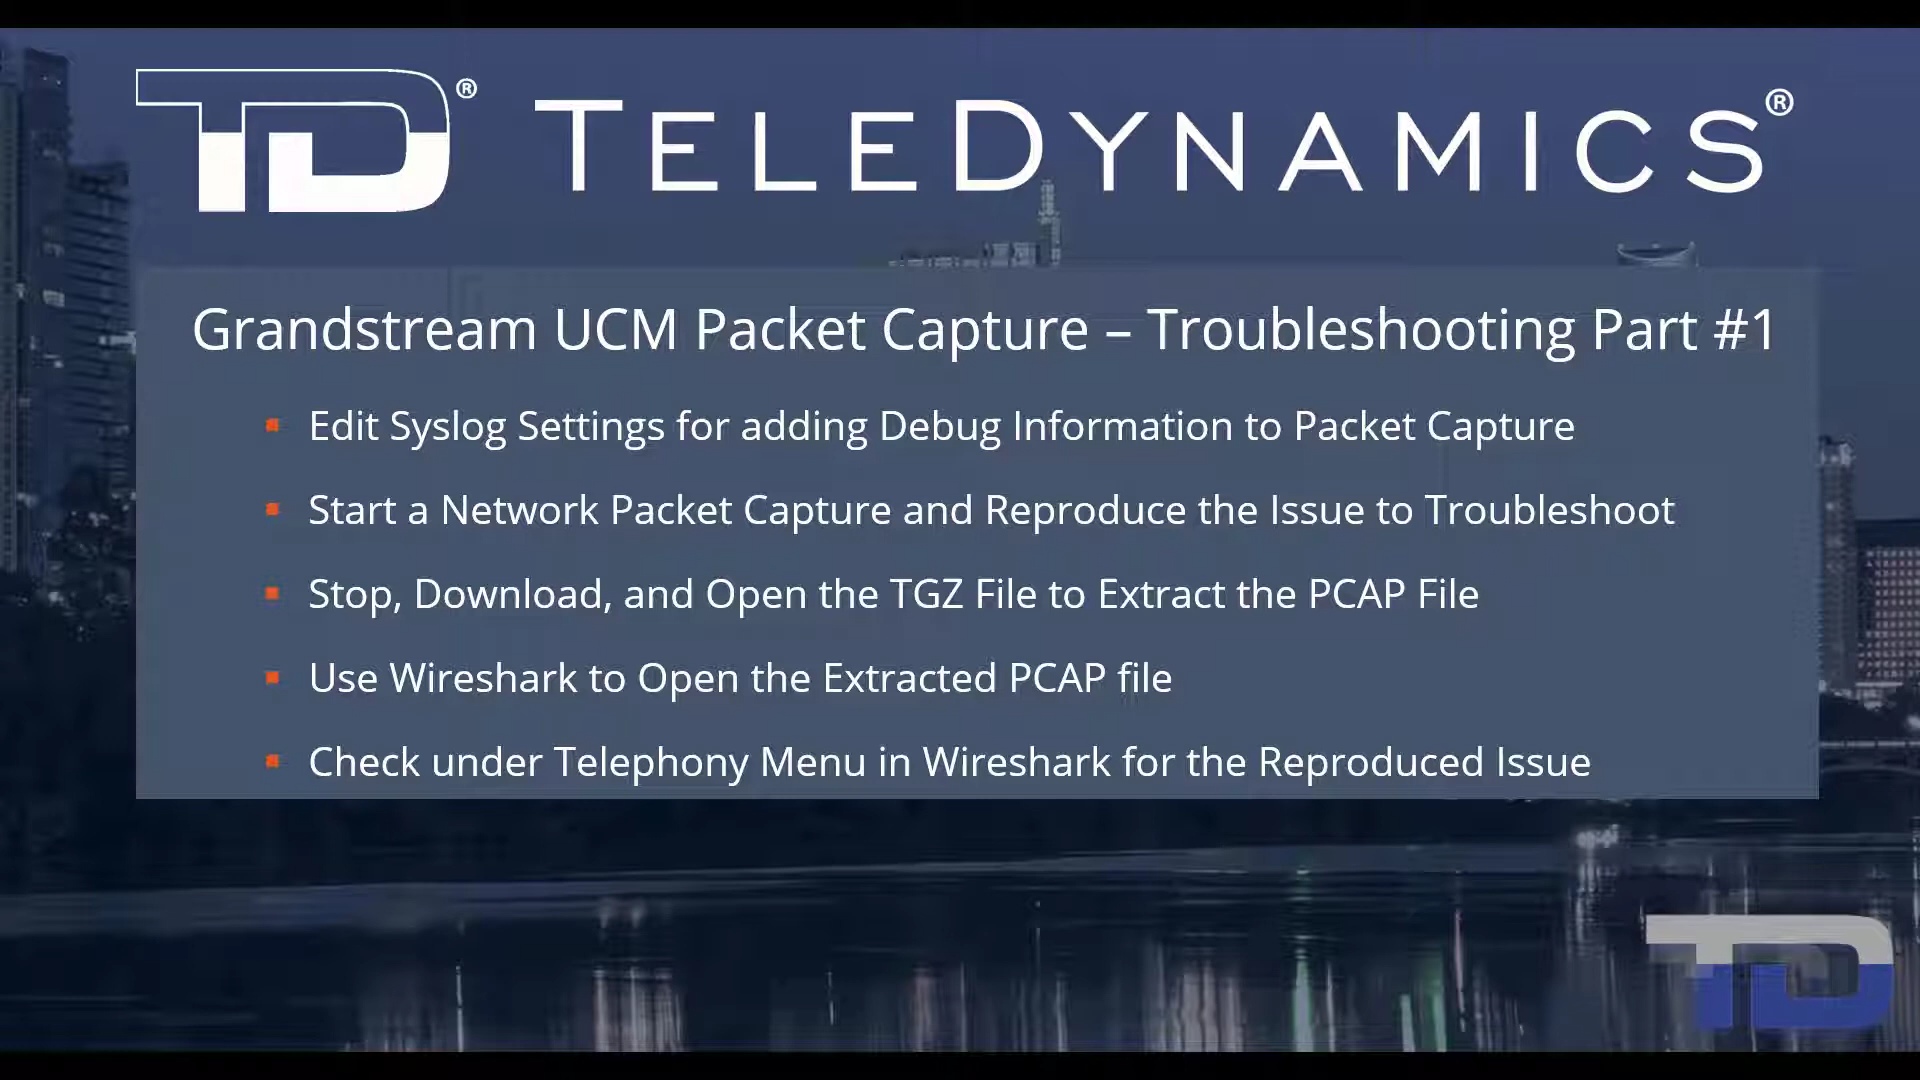 TD®
TELEDYNAMICS®
Grandstream UCM Packet Capture – Troubleshooting Part #1
Edit Syslog Settings for adding Debug Information to Packet Capture
Start a Network Packet Capture and Reproduce the Issue to Troubleshoot
Stop, Download, and Open the TGZ File to Extract the PCAP File
Use Wireshark to Open the Extracted PCAP file
Check under Telephony Menu in Wireshark for the Reproduced Issue
TD